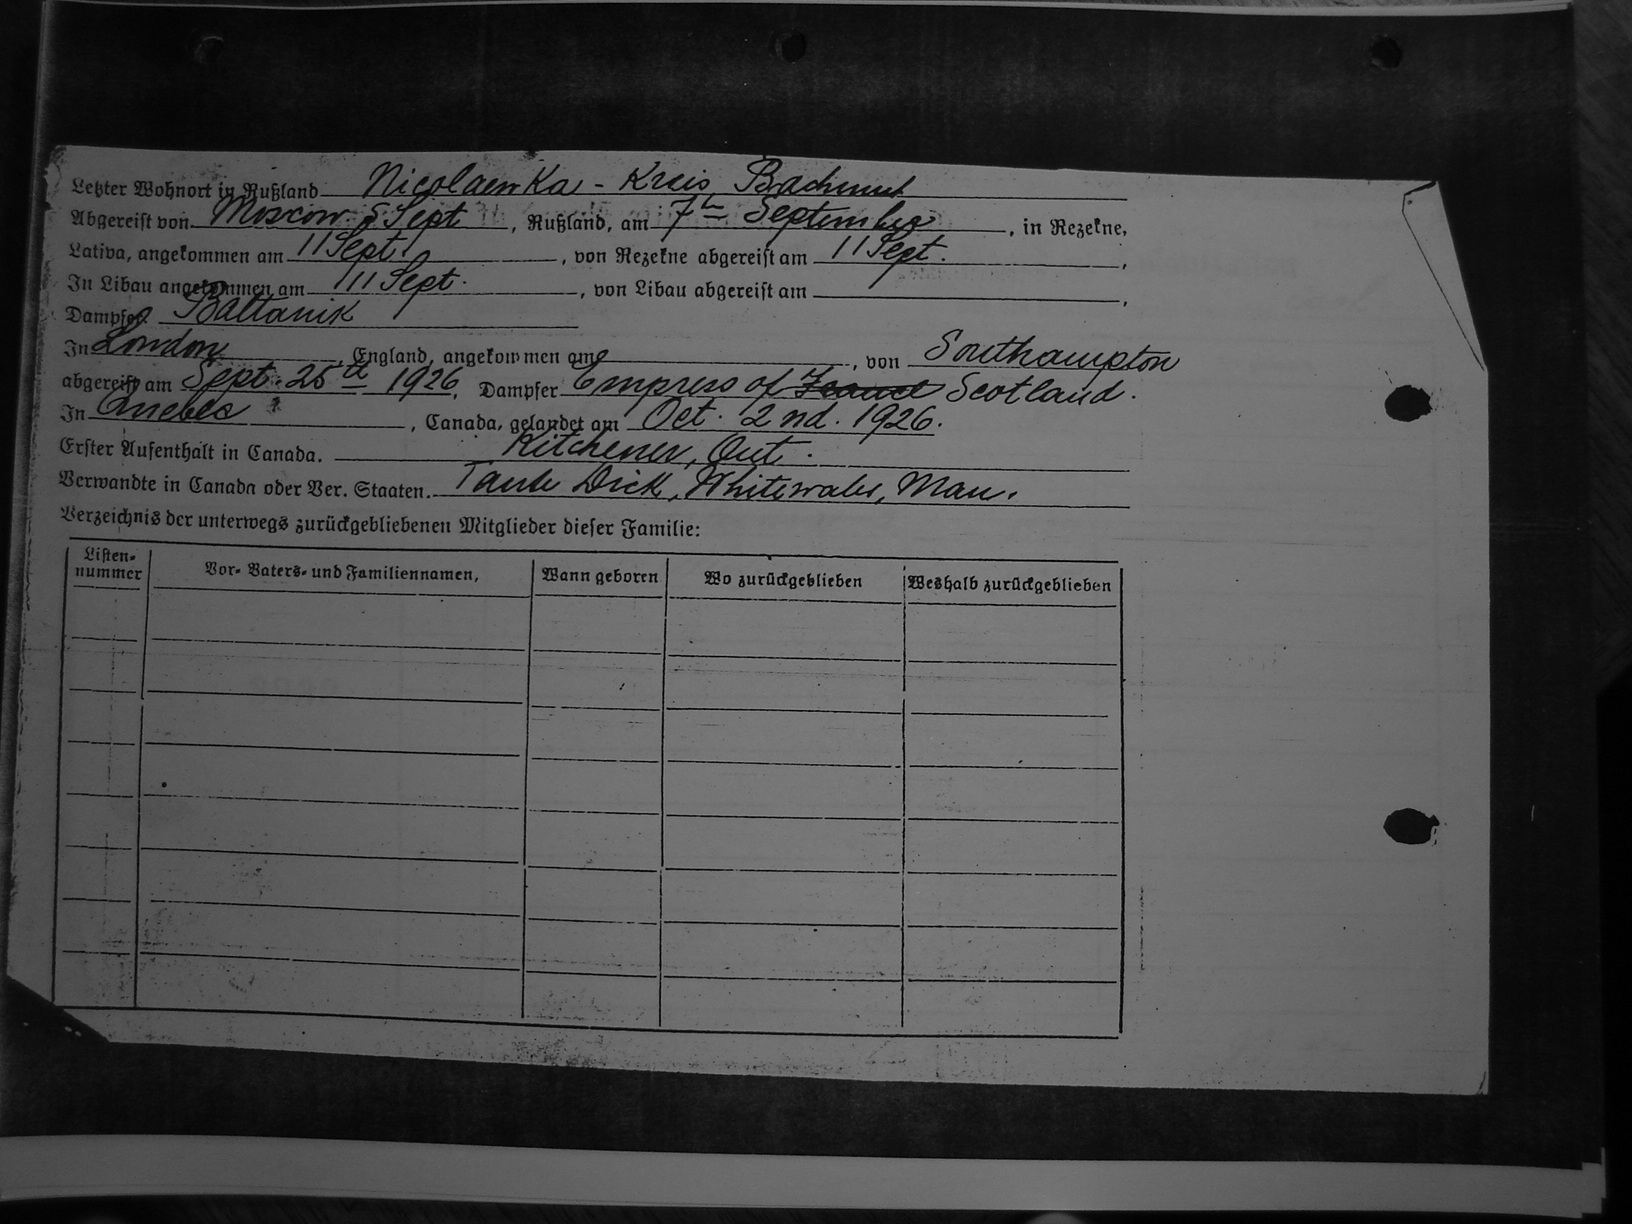 Letzter Wohnort in Rußland Nicolaewka - Kreis, Bachmut
Abgereist von Moscow 5 Sept, Rußland, am 7th September, in Rezekne,
Lativa, angekommen am 11 Sept., von Rezekne abgereist am 11 Sept.,
In Libau angekommen am 11 Sept., von Libau abgereist am ,
Dampfer Baltanik
In London, England, angekommen am , von Southampton
abgereist am Sept. 25th 1926, Dampfer Empress of Scotland.
In Quebec, Canada, gelandet am Oct. 2nd. 1926.
Erster Aufenthalt in Canada. Kitchener, Ont.
Verwandte in Canada oder Ver. Staaten. Tante Dick, Whitewater, Man.
Verzeichnis der unterwegs zurückgebliebenen Mitglieder dieser Familie:
Listen-nummer Vor- Vaters- und Familiennamen, Wann geboren Wo zurückgeblieben Weshalb zurückgeblieben